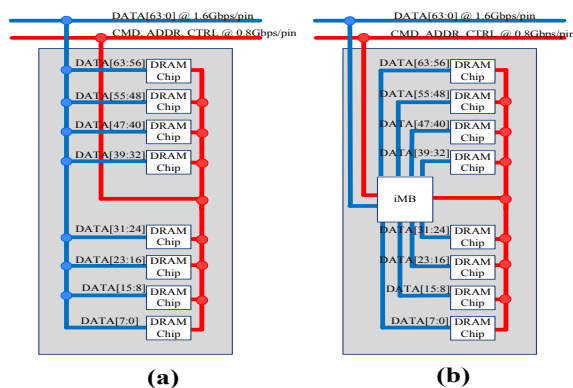 DATA[63:0] @ 1.6Gbps/pin
CMD, ADDR, CTRL @ 0.8Gbps/pin
DATA[63:56]
DRAM
Chip
DATA[55:48]
DRAM
Chip
DATA[47:40]
DRAM
Chip
DATA[39:32]
DRAM
Chip
DATA[31:24]
DRAM
Chip
DATA[23:16]
DRAM
Chip
DATA[15:8]
DRAM
Chip
DATA[7:0]
DRAM
Chip
(a)
DATA[63:0] @ 1.6Gbps/pin
CMD, ADDR, CTRL @ 0.8Gbps/pin
DATA[63:56]
DRAM
Chip
DATA[55:48]
DRAM
Chip
DATA[47:40]
DRAM
Chip
DATA[39:32]
DRAM
Chip
iMB
DATA[31:24]
DRAM
Chip
DATA[23:16]
DRAM
Chip
DATA[15:8]
DRAM
Chip
DATA[7:0]
DRAM
Chip
(b)